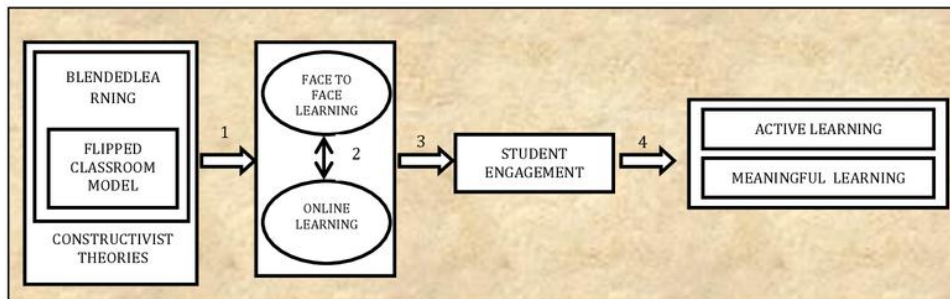 BLENDEDLEA
RNING
FLIPPED
CLASSROOM
MODEL
CONSTRUCTIVIST
THEORIES
1
FACE TO
FACE
LEARNING
2
ONLINE
LEARNING
3
STUDENT
ENGAGEMENT
4
ACTIVE LEARNING
MEANINGFUL LEARNING